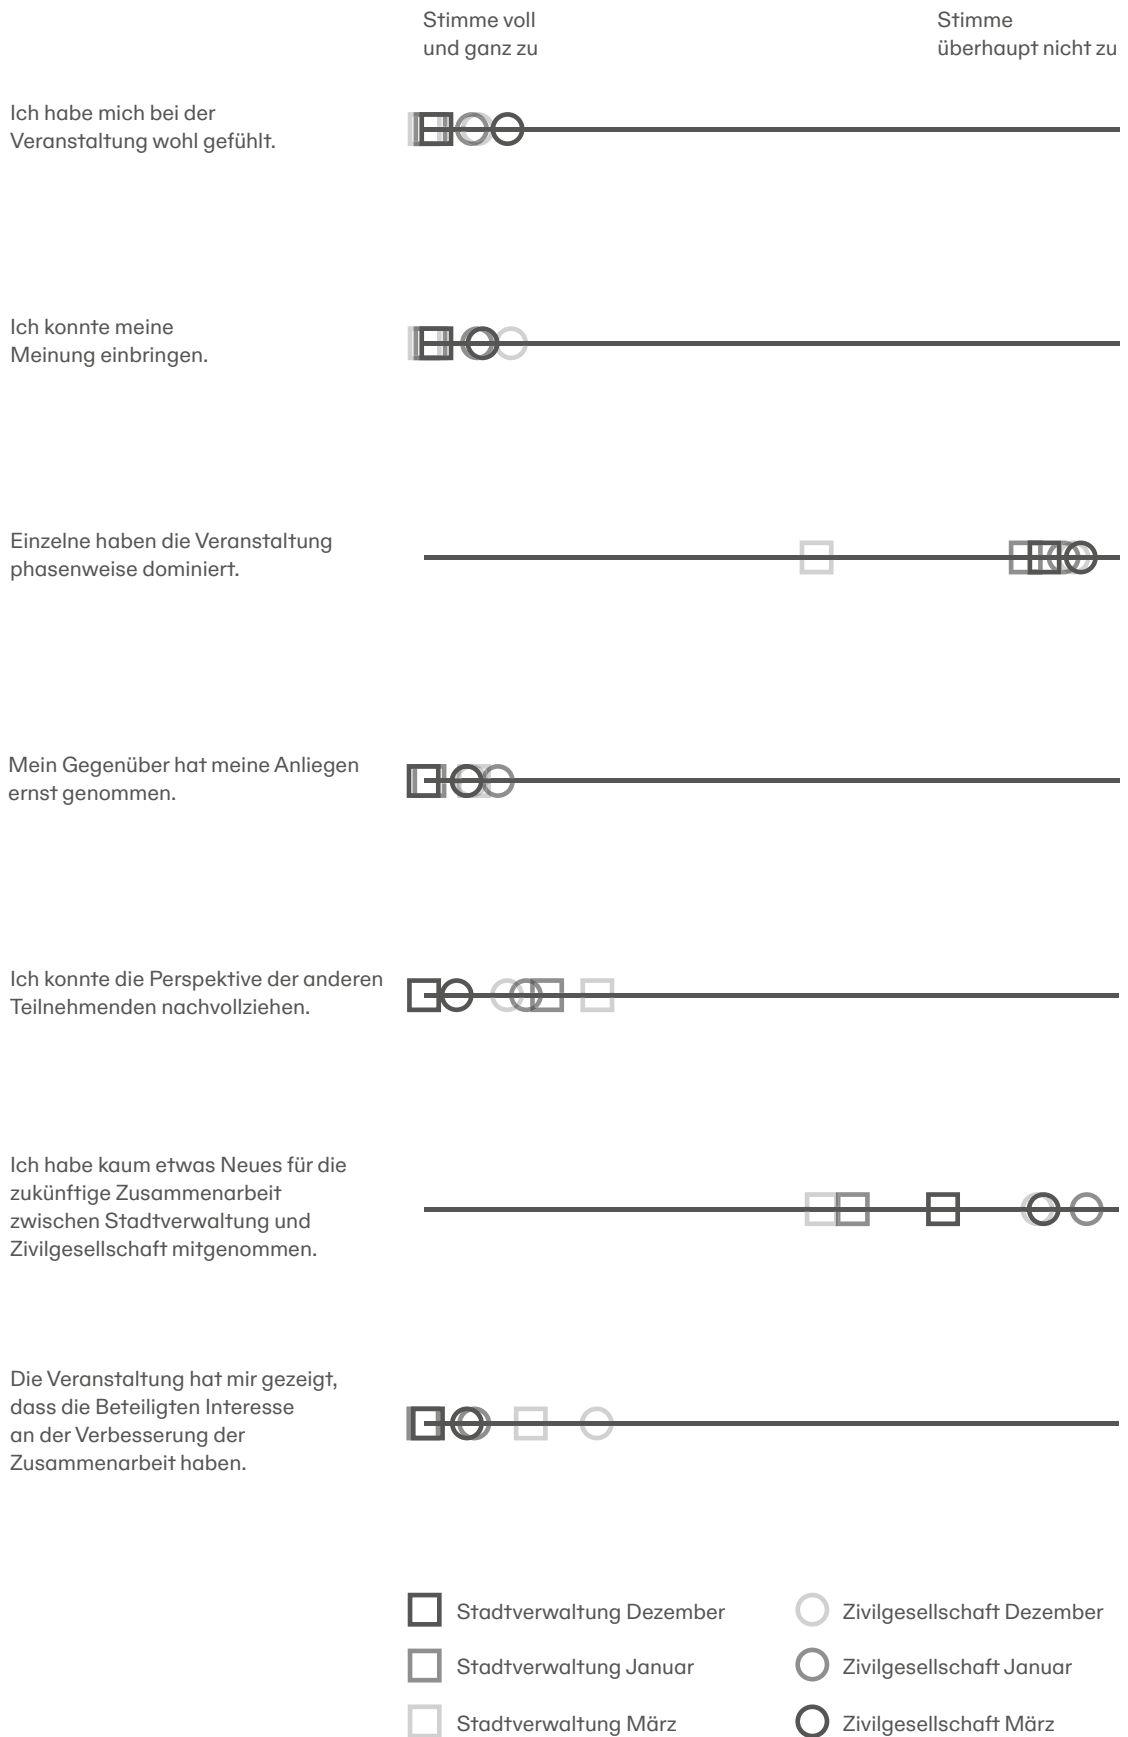 Stimme voll
und ganz zu
Stimme
überhaupt nicht zu
Ich habe mich bei der
Veranstaltung wohl gefühlt.
Ich konnte meine
Meinung einbringen.
Einzelne haben die Veranstaltung
phasenweise dominiert.
Mein Gegenüber hat meine Anliegen
ernst genommen.
Ich konnte die Perspektive der anderen
Teilnehmenden nachvollziehen.
Ich habe kaum etwas Neues für die
zukünftige Zusammenarbeit
zwischen Stadtverwaltung und
Zivilgesellschaft mitgenommen.
Die Veranstaltung hat mir gezeigt,
dass die Beteiligten Interesse
an der Verbesserung der
Zusammenarbeit haben.
Stadtverwaltung Dezember
Stadtverwaltung Januar
Stadtverwaltung März
Zivilgesellschaft Dezember
Zivilgesellschaft Januar
Zivilgesellschaft März